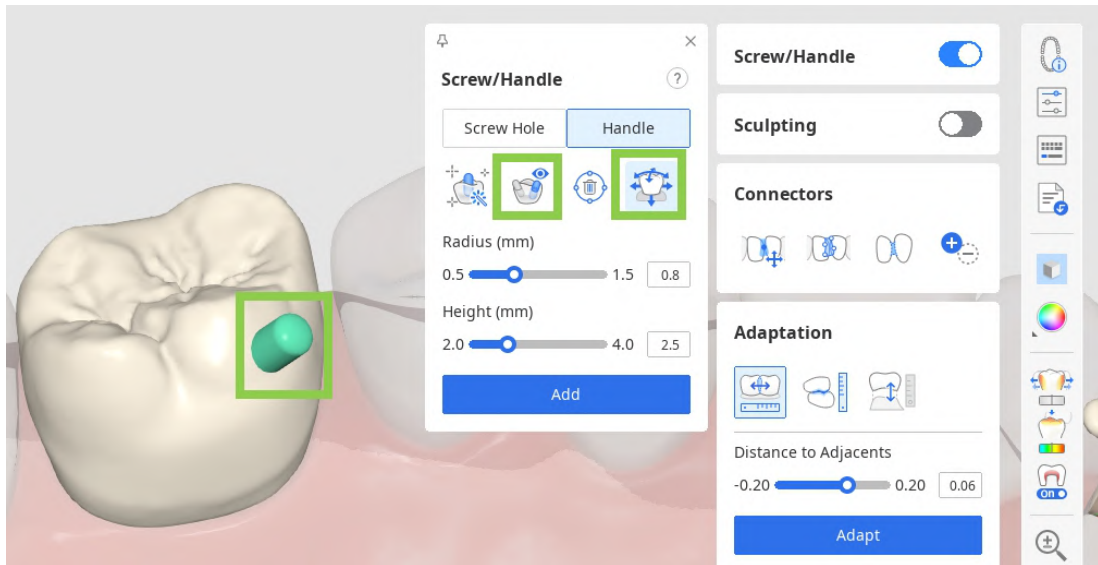 Screw/Handle
?
Screw Hole
Handle
Radius (mm)
0.5
1.5
0.8
Height (mm)
2.0
4.0
2.5
Add
Screw/Handle
Sculpting
Connectors
Adaptation
Distance to Adjacents
-0.20
0.20
0.06
Adapt
On